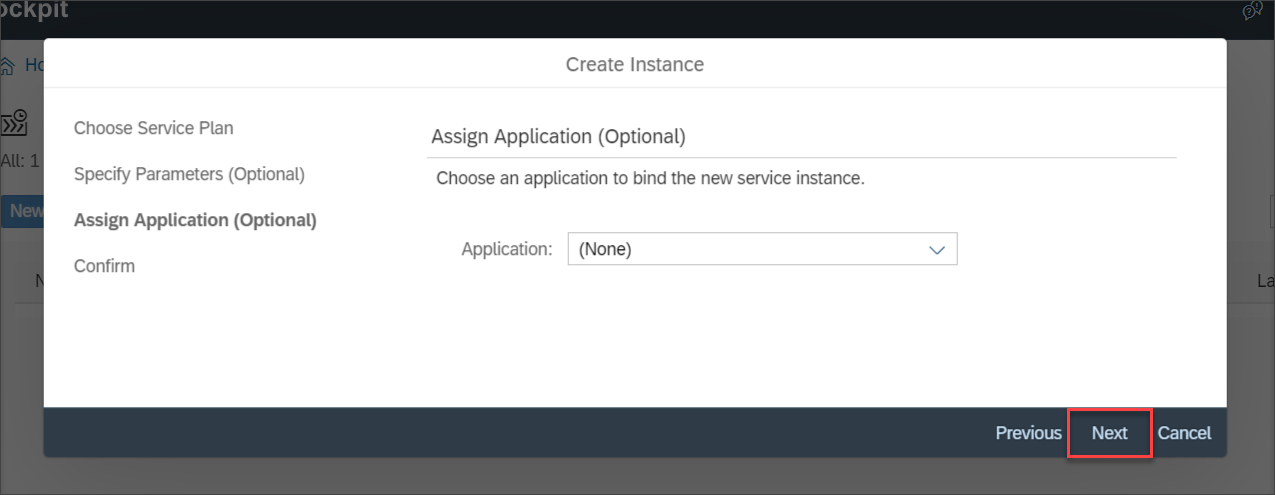 ockpit
Ho
All: 1
New
N
La
Create Instance
Choose Service Plan
Specify Parameters (Optional)
Assign Application (Optional)
Confirm
Assign Application (Optional)
Choose an application to bind the new service instance.
Application: (None)
Previous Next Cancel